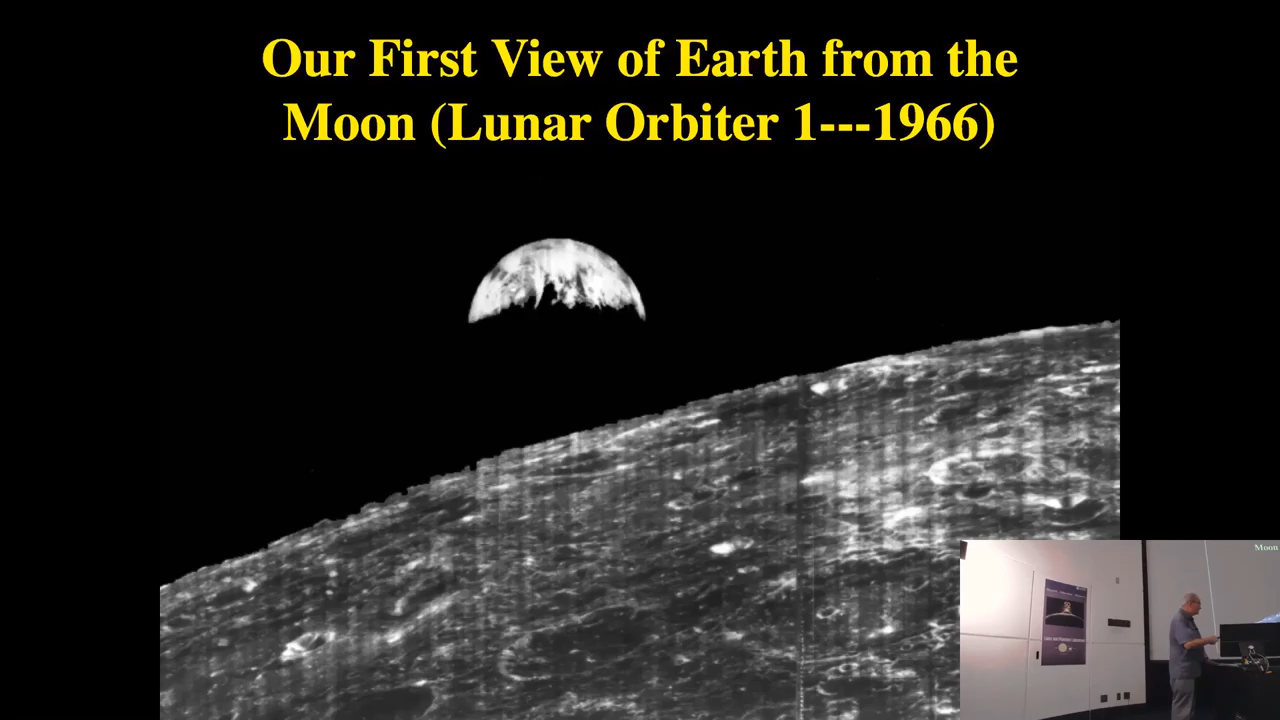 Our First View of Earth from the
Moon (Lunar Orbiter 1---1966)
Moon